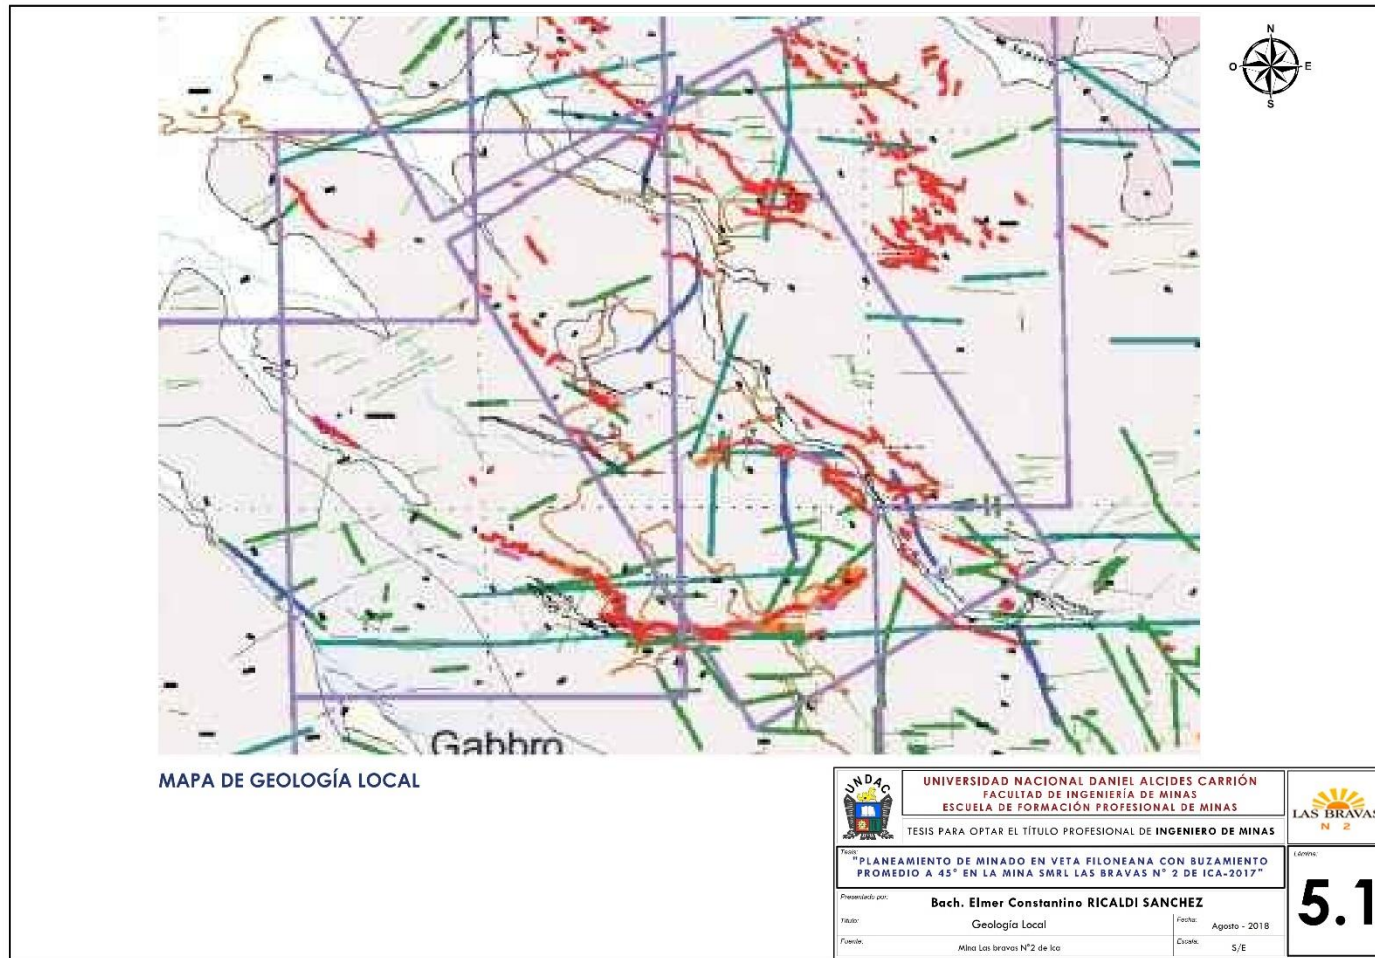 N
O
E
S
Gabbro
MAPA DE GEOLOGÍA LOCAL
UNDAC
UNIVERSIDAD NACIONAL DANIEL ALCIDES CARRIÓN
FACULTAD DE INGENIERÍA DE MINAS
ESCUELA DE FORMACIÓN PROFESIONAL DE MINAS
TESIS PARA OPTAR EL TÍTULO PROFESIONAL DE INGENIERO DE MINAS
LAS BRAVAS
N 2
Tesis:
"PLANEAMIENTO DE MINADO EN VETA FILONEANA CON BUZAMIENTO
PROMEDIO A 45° EN LA MINA SMRL LAS BRAVAS N° 2 DE ICA-2017"
Presentado por:
Bach. Elmer Constantino RICALDI SANCHEZ
Título:
Geología Local
Fecha:
Agosto - 2018
Fuente:
Mina Las bravas N°2 de Ica
Escala:
S/E
Lámina:
5.1